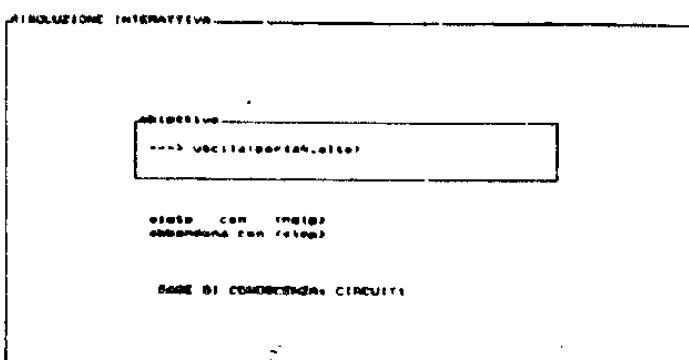 RISOLUZIONE INTERATTIVA
obiettivo
---> uscita(porta4,alto)
aiuto con <help>
abbandona con <stop>
BASE DI CONOSCENZA: CIRCUITI